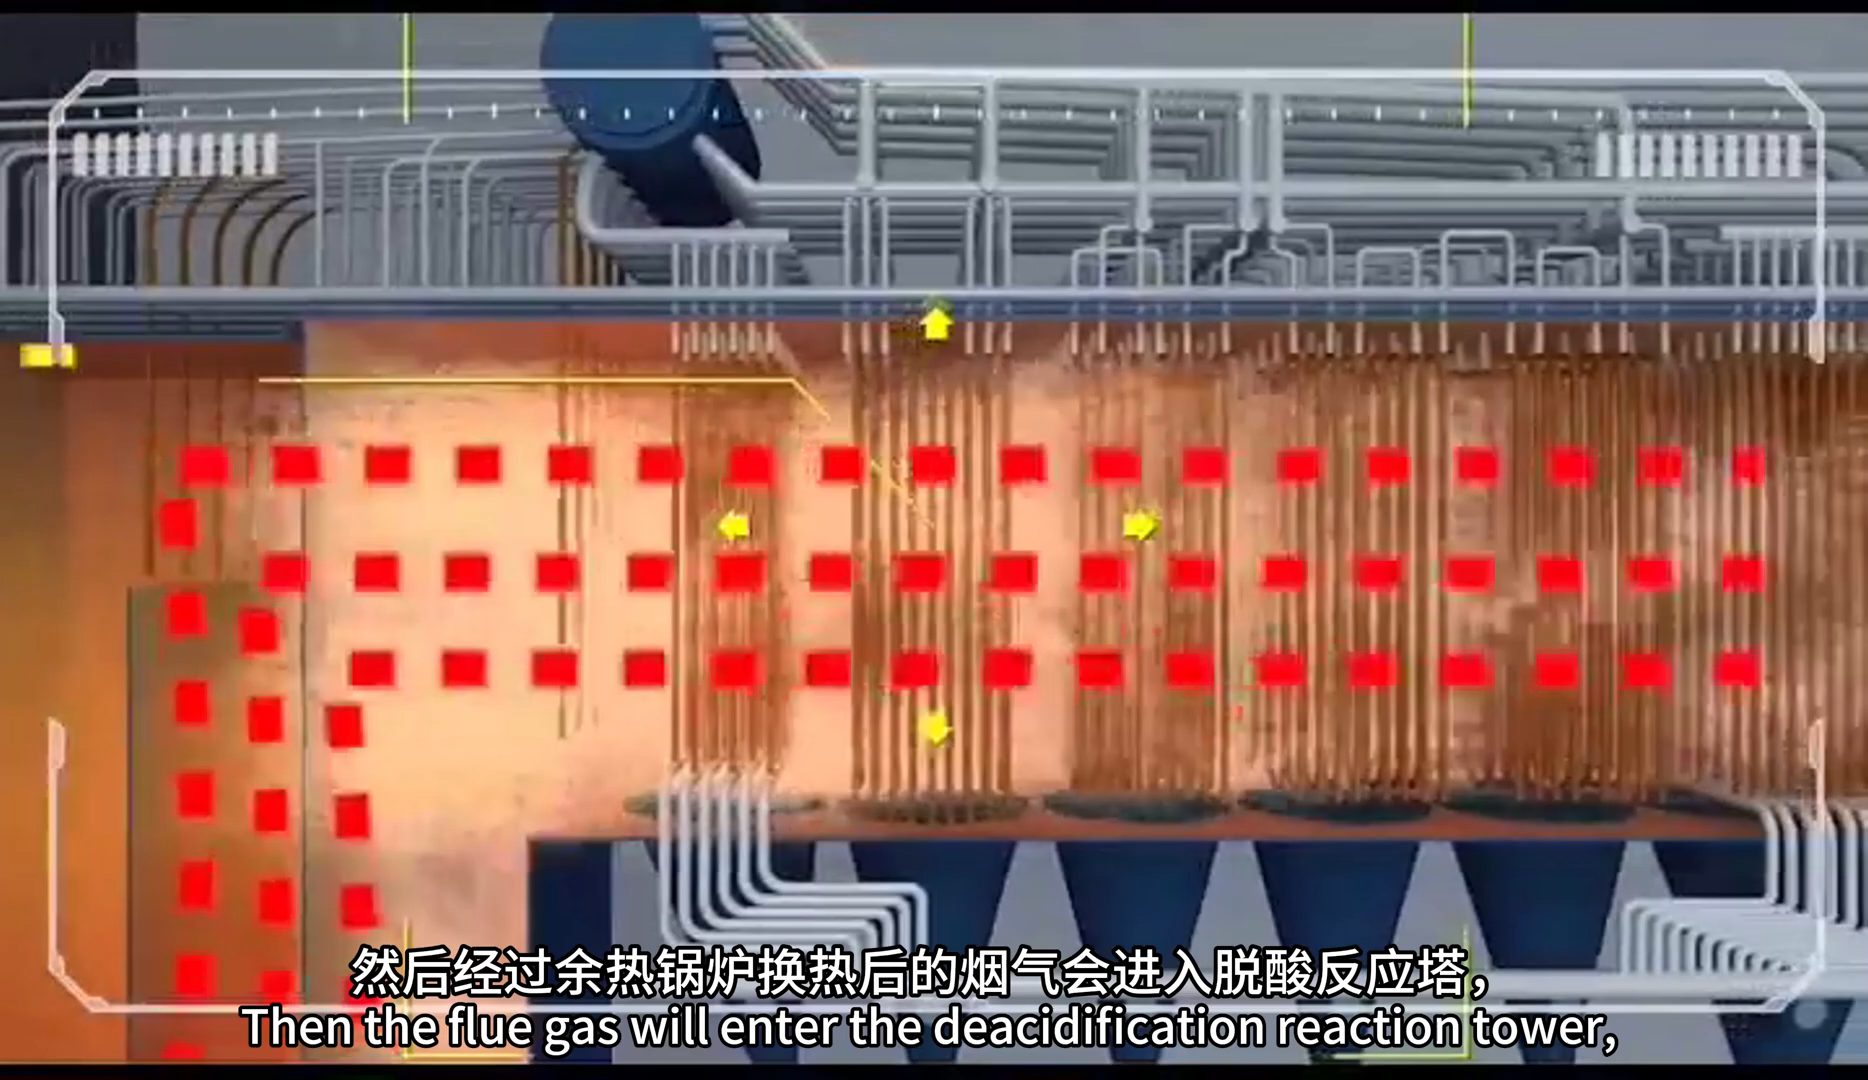 然后经过余热锅炉换热后的烟气会进入脱酸反应塔，
Then the flue gas will enter the deacidification reaction tower,